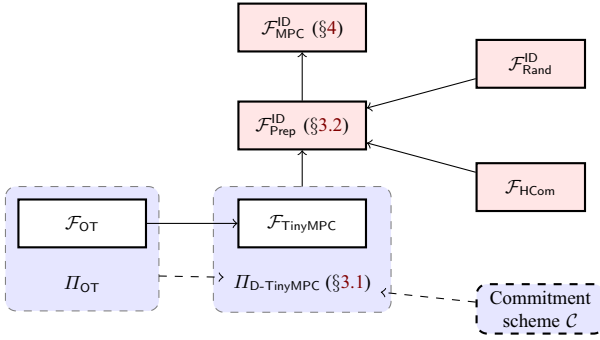 ℱ^ID_MPC (§4)
ℱ^ID_Rand
ℱ^ID_Prep (§3.2)
ℱ_HCom
ℱ_OT
ℱ_TinyMPC
Π_OT
Π_D-TinyMPC (§3.1)
Commitment
scheme 𝒞